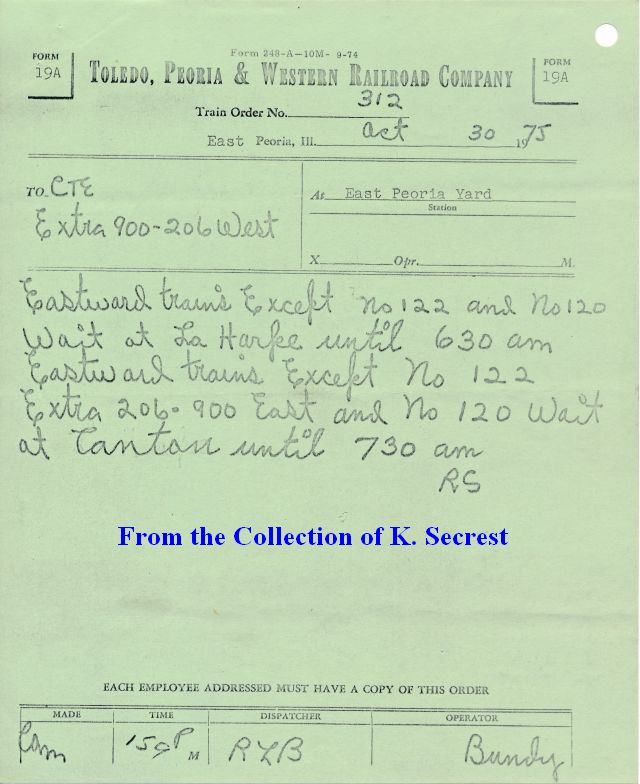 Form 248-A-10M- 9-74
FORM 19A
TOLEDO, PEORIA & WESTERN RAILROAD COMPANY
FORM 19A
Train Order No. 312
East Peoria, Ill. Oct 30 1975
TO CTE
Extra 900-206 West
At East Peoria Yard
Station
X Opr. M.
Eastward trains Except No 122 and No 120
Wait at La Harpe until 630 am
Eastward trains Except No 122
Extra 206-900 East and No 120 Wait
at Canton until 730 am
RS
From the Collection of K. Secrest
EACH EMPLOYEE ADDRESSED MUST HAVE A COPY OF THIS ORDER
MADE TIME DISPATCHER OPERATOR
Com 159P M RLB Bundy